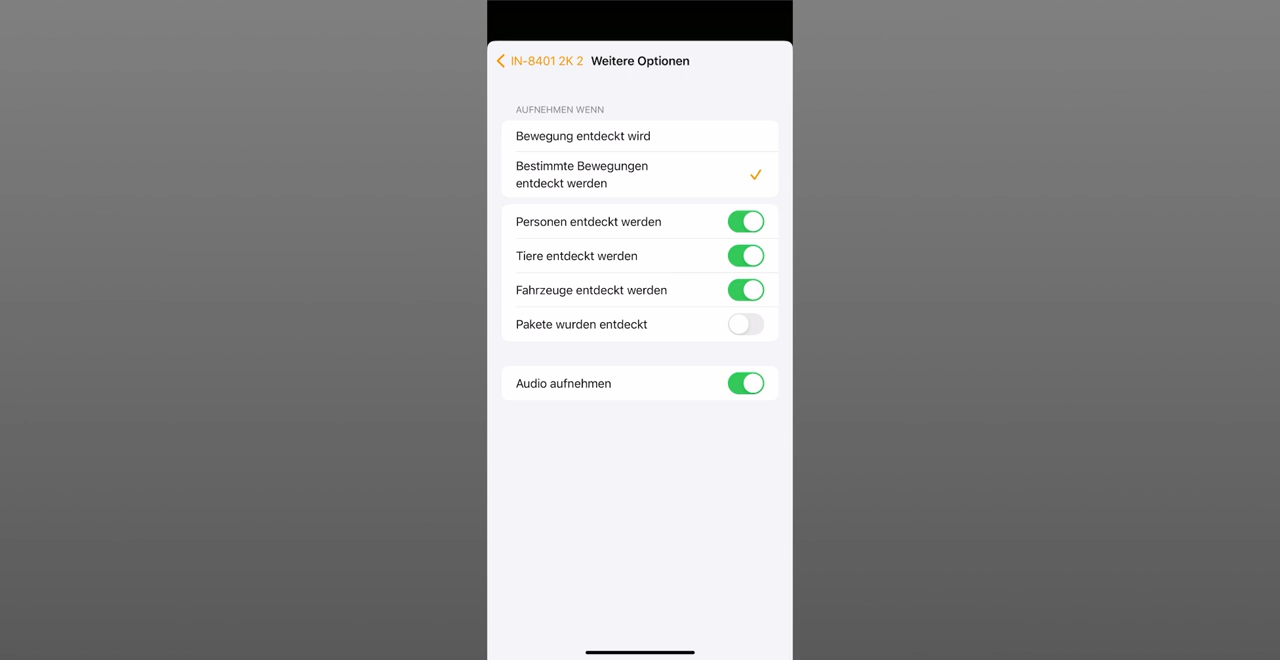 IN-8401 2K 2 Weitere Optionen
AUFNEHMEN WENN
Bewegung entdeckt wird
Bestimmte Bewegungen
entdeckt werden
Personen entdeckt werden
Tiere entdeckt werden
Fahrzeuge entdeckt werden
Pakete wurden entdeckt
Audio aufnehmen